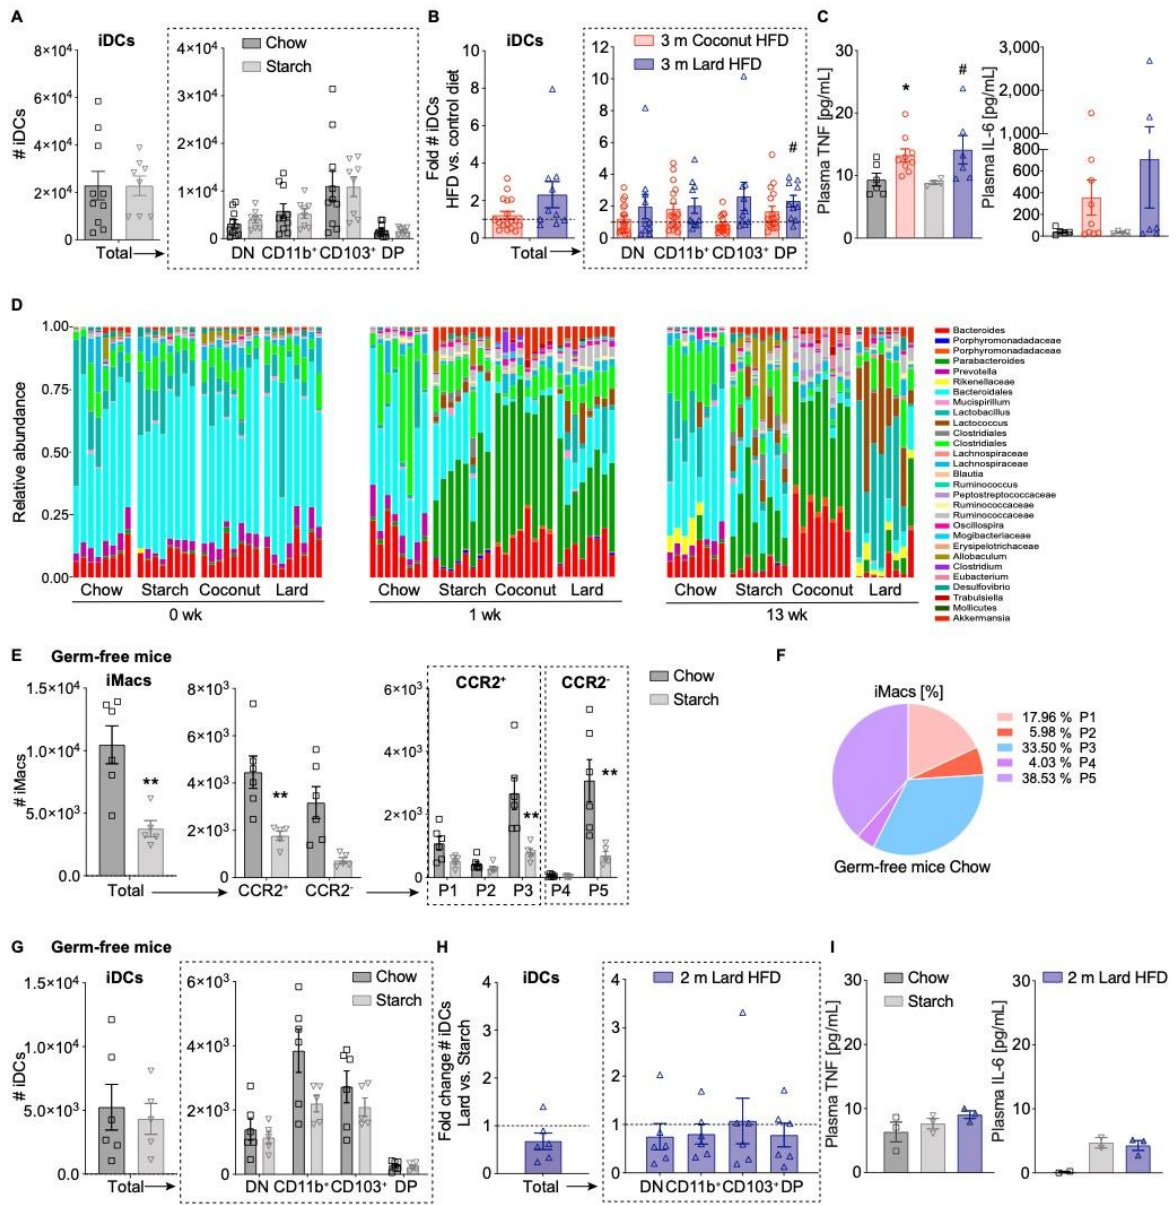 A
iDCs
# iDCs
8×10⁴
6×10⁴
4×10⁴
2×10⁴
0
Total
4×10⁴
3×10⁴
2×10⁴
1×10⁴
0
Chow
Starch
DN CD11b⁺ CD103⁺ DP
B
iDCs
Fold # iDCs
HFD vs. control diet
10
8
6
4
2
0
Total
12
10
8
6
4
2
0
3 m Coconut HFD
3 m Lard HFD
#
DN CD11b⁺ CD103⁺ DP
C
Plasma TNF [pg/mL]
30
20
10
0
*
#
Plasma IL-6 [pg/mL]
3,000
2,000
1,000
800
600
400
200
0
D
Relative abundance
1.00
0.75
0.50
0.25
0.00
Chow Starch Coconut Lard
0 wk
Chow Starch Coconut Lard
1 wk
Chow Starch Coconut Lard
13 wk
Bacteroides
Porphyromonadadaceae
Porphyromonadadaceae
Parabacteroides
Prevotella
Rikenellaceae
Bacteroidales
Mucispirillum
Lactobacillus
Lactococcus
Clostridiales
Clostridiales
Lachnospiraceae
Lachnospiraceae
Blautia
Ruminococcus
Peptostreptococcaceae
Ruminococcaceae
Ruminococcaceae
Oscillospira
Mogibacteriaceae
Erysipelotrichaceae
Allobaculum
Clostridium
Eubacterium
Desulfovibrio
Trabulsiella
Mollicutes
Akkermansia
E Germ-free mice
iMacs
# iMacs
1.5×10⁴
1.0×10⁴
5.0×10³
0.0
**
Total
8×10³
6×10³
4×10³
2×10³
0
**
CCR2⁺ CCR2⁻
CCR2⁺
CCR2⁻
6×10³
4×10³
2×10³
0
**
**
P1 P2 P3 P4 P5
Chow
Starch
F
iMacs [%]
17.96 % P1
5.98 % P2
33.50 % P3
4.03 % P4
38.53 % P5
Germ-free mice Chow
G Germ-free mice
iDCs
# iDCs
1.5×10⁴
1.0×10⁴
5.0×10³
0.0
Total
6×10³
4×10³
2×10³
0
Chow
Starch
DN CD11b⁺ CD103⁺ DP
H
iDCs
Fold change # iDCs
Lard vs. Starch
4
3
2
1
0
Total
4
3
2
1
0
2 m Lard HFD
DN CD11b⁺ CD103⁺ DP
I
Plasma TNF [pg/mL]
30
20
10
0
Chow
Starch
Plasma IL-6 [pg/mL]
30
20
10
0
2 m Lard HFD